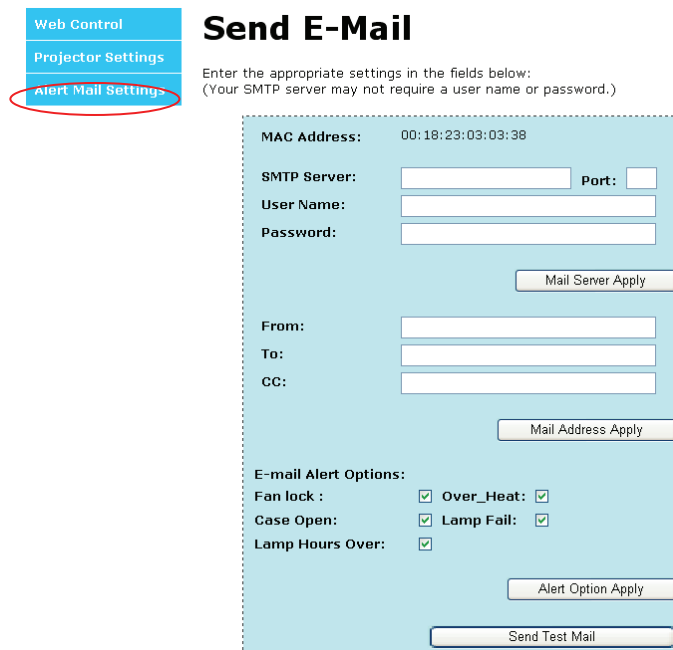 Web Control
Projector Settings
Alert Mail Settings
Send E-Mail
Enter the appropriate settings in the fields below:
(Your SMTP server may not require a user name or password.)
MAC Address: 00:18:23:03:03:38
SMTP Server: Port:
User Name:
Password:
Mail Server Apply
From:
To:
CC:
Mail Address Apply
E-mail Alert Options:
Fan lock : Over_Heat:
Case Open: Lamp Fail:
Lamp Hours Over:
Alert Option Apply
Send Test Mail